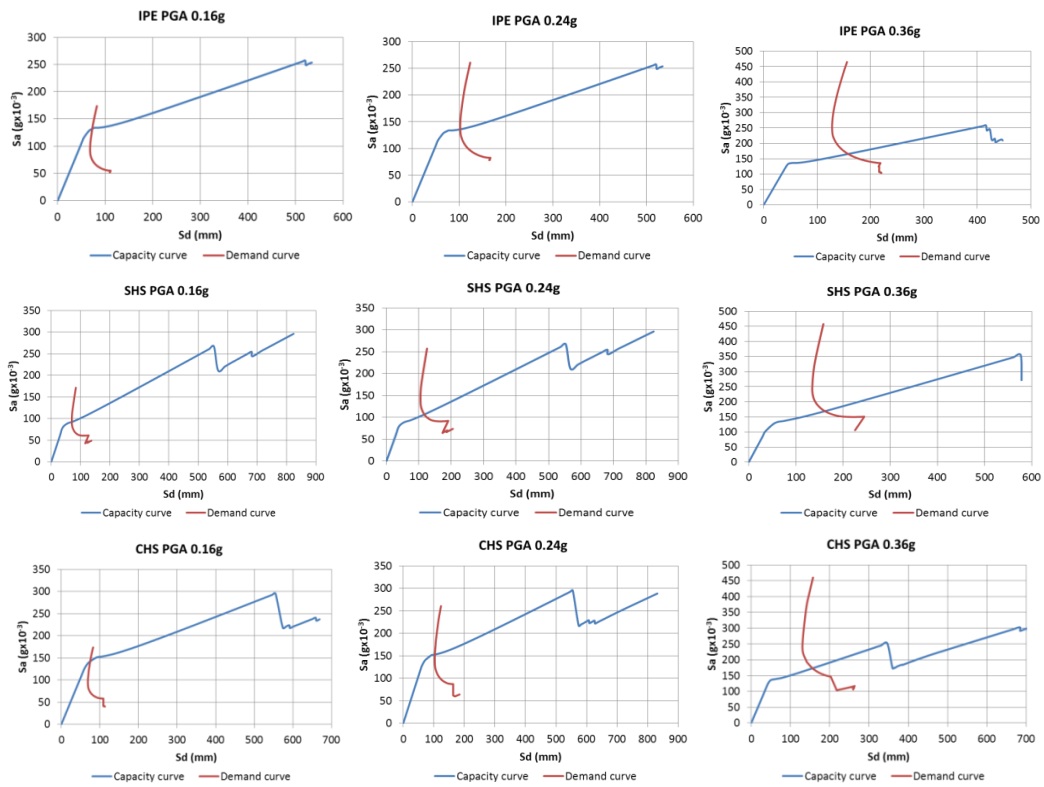 IPE PGA 0.16g
300
250
200
150
100
50
0
Sa (gx10⁻³)
0 100 200 300 400 500 600
Sd (mm)
Capacity curve Demand curve
IPE PGA 0.24g
300
250
200
150
100
50
0
Sa (gx10⁻³)
0 100 200 300 400 500 600
Sd (mm)
Capacity curve Demand curve
IPE PGA 0.36g
500
450
400
350
300
250
200
150
100
50
0
Sa (gx10⁻³)
0 100 200 300 400 500
Sd (mm)
Capacity curve Demand curve
SHS PGA 0.16g
350
300
250
200
150
100
50
0
Sa (gx10⁻³)
0 100 200 300 400 500 600 700 800 900
Sd (mm)
Capacity curve Demand curve
SHS PGA 0.24g
350
300
250
200
150
100
50
0
Sa (gx10⁻³)
0 100 200 300 400 500 600 700 800 900
Sd (mm)
Capacity curve Demand curve
SHS PGA 0.36g
500
450
400
350
300
250
200
150
100
50
0
Sa (gx10⁻³)
0 100 200 300 400 500 600
Sd (mm)
Capacity curve Demand curve
CHS PGA 0.16g
350
300
250
200
150
100
50
0
Sa (gx10⁻³)
0 100 200 300 400 500 600 700
Sd (mm)
Capacity curve Demand curve
CHS PGA 0.24g
350
300
250
200
150
100
50
0
Sa (gx10⁻³)
0 100 200 300 400 500 600 700 800 900
Sd (mm)
Capacity curve Demand curve
CHS PGA 0.36g
500
450
400
350
300
250
200
150
100
50
0
Sa (gx10⁻³)
0 100 200 300 400 500 600 700
Sd (mm)
Capacity curve Demand curve